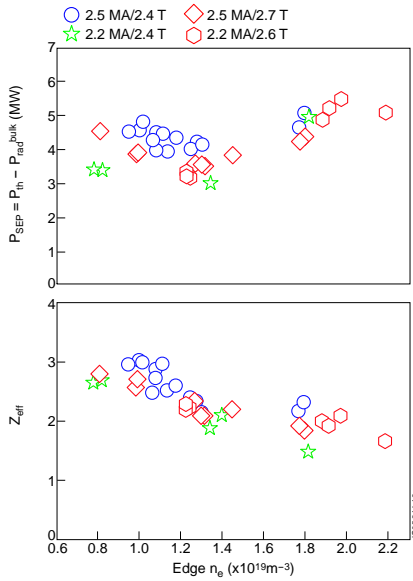 2.5 MA/2.4 T 2.5 MA/2.7 T
2.2 MA/2.4 T 2.2 MA/2.6 T
7
6
5
4
3
2
1
0
P_SEP = P_th – P_rad^bulk (MW)
4
3
2
1
0
Z_eff
0.6 0.8 1.0 1.2 1.4 1.6 1.8 2.0 2.2
Edge n_e (x10^19 m^–3)